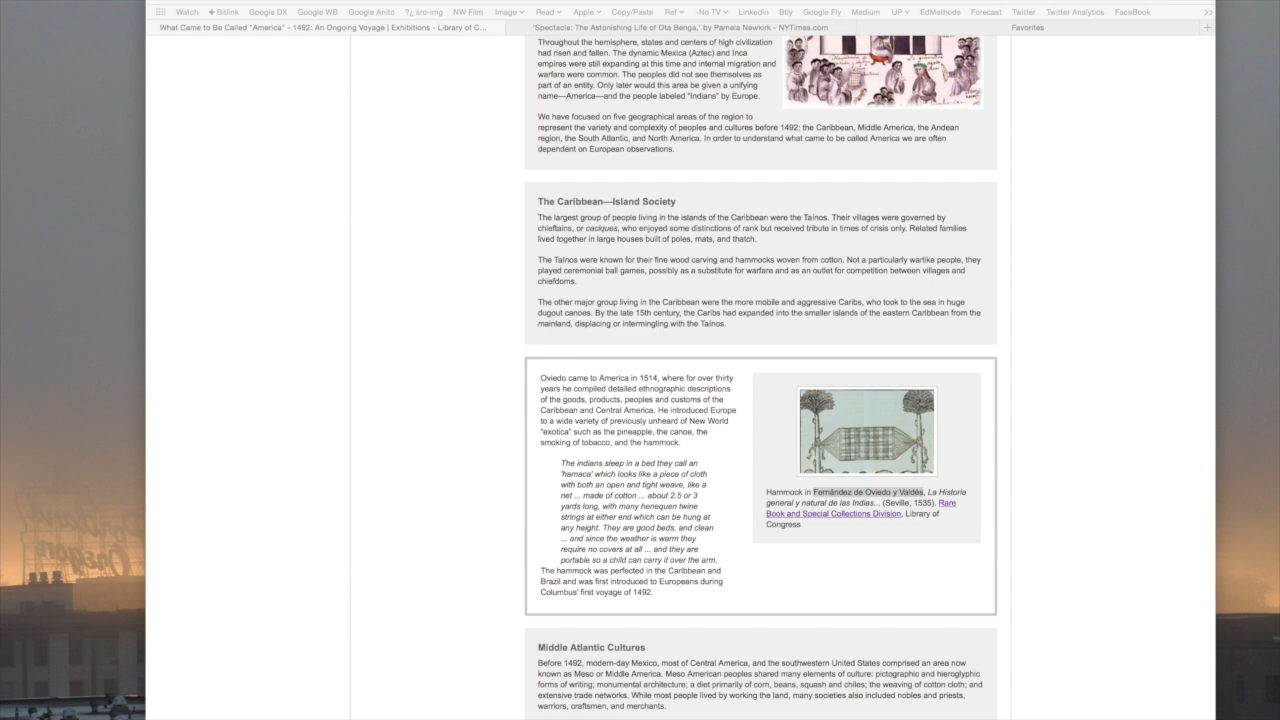 Watch + Bitlink Google DX Google WB Google Anltc ?¿ src-img NW Film Image Read Apple Copy/Paste Ref -No TV LinkedIn Btly Google Fly Medium UP EdMethods Forecast Twitter Twitter Analytics FaceBook >>
What Came to Be Called "America" - 1492: An Ongoing Voyage | Exhibitions - Library of C... 'Spectacle: The Astonishing Life of Ota Benga,' by Pamela Newkirk - NYTimes.com Favorites +
Throughout the hemisphere, states and centers of high civilization
had risen and fallen. The dynamic Mexica (Aztec) and Inca
empires were still expanding at this time and internal migration and
warfare were common. The peoples did not see themselves as
part of an entity. Only later would this area be given a unifying
name—America—and the people labeled "Indians" by Europe.
We have focused on five geographical areas of the region to
represent the variety and complexity of peoples and cultures before 1492: the Caribbean, Middle America, the Andean
region, the South Atlantic, and North America. In order to understand what came to be called America we are often
dependent on European observations.
The Caribbean—Island Society
The largest group of people living in the islands of the Caribbean were the Taínos. Their villages were governed by
chieftains, or caciques, who enjoyed some distinctions of rank but received tribute in times of crisis only. Related families
lived together in large houses built of poles, mats, and thatch.
The Taínos were known for their fine wood carving and hammocks woven from cotton. Not a particularly warlike people, they
played ceremonial ball games, possibly as a substitute for warfare and as an outlet for competition between villages and
chiefdoms.
The other major group living in the Caribbean were the more mobile and aggressive Caribs, who took to the sea in huge
dugout canoes. By the late 15th century, the Caribs had expanded into the smaller islands of the eastern Caribbean from the
mainland, displacing or intermingling with the Taínos.
Oviedo came to America in 1514, where for over thirty
years he compiled detailed ethnographic descriptions
of the goods, products, peoples and customs of the
Caribbean and Central America. He introduced Europe
to a wide variety of previously unheard of New World
"exotica" such as the pineapple, the canoe, the
smoking of tobacco, and the hammock.
The indians sleep in a bed they call an
'hamaca' which looks like a piece of cloth
with both an open and tight weave, like a
net ... made of cotton ... about 2.5 or 3
yards long, with many henequen twine
strings at either end which can be hung at
any height. They are good beds, and clean
... and since the weather is warm they
require no covers at all ... and they are
portable so a child can carry it over the arm.
The hammock was perfected in the Caribbean and
Brazil and was first introduced to Europeans during
Columbus' first voyage of 1492.
Hammock in Fernández de Oviedo y Valdés, La Historia
general y natural de las Indias... (Seville, 1535). Rare
Book and Special Collections Division, Library of
Congress
Middle Atlantic Cultures
Before 1492, modern-day Mexico, most of Central America, and the southwestern United States comprised an area now
known as Meso or Middle America. Meso American peoples shared many elements of culture: pictographic and hieroglyphic
forms of writing; monumental architecture; a diet primarily of corn, beans, squash and chiles; the weaving of cotton cloth; and
extensive trade networks. While most people lived by working the land, many societies also included nobles and priests,
warriors, craftsmen, and merchants.